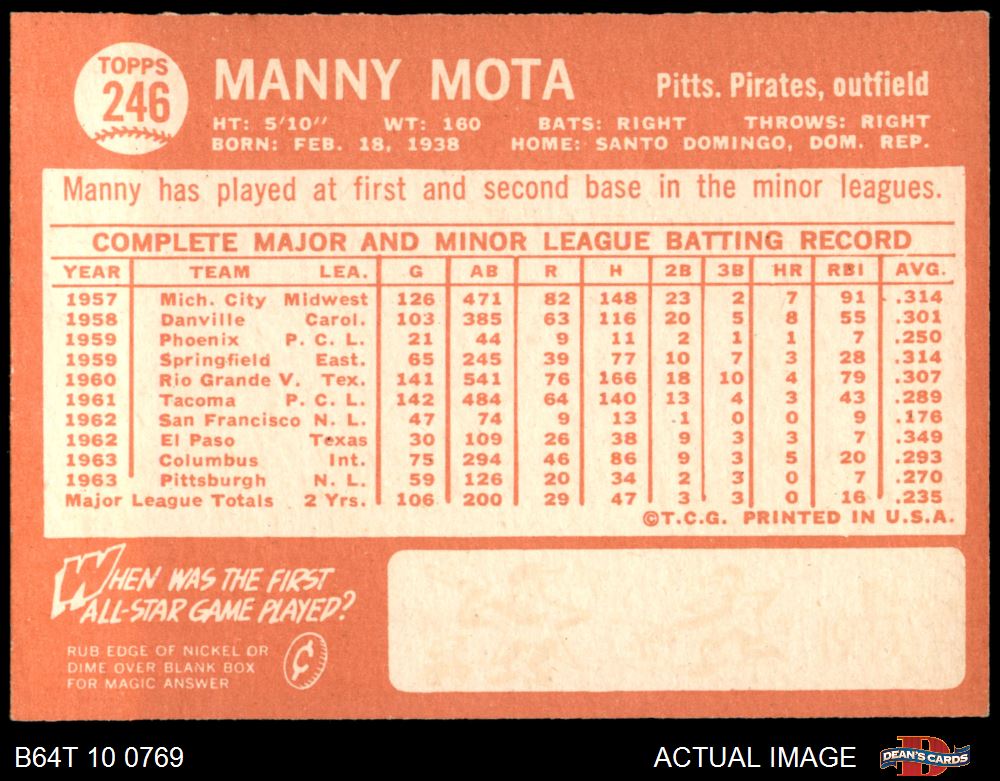 TOPPS
246
MANNY MOTA Pitts. Pirates, outfield
HT: 5'10" WT: 160 BATS: RIGHT THROWS: RIGHT
BORN: FEB. 18, 1938 HOME: SANTO DOMINGO, DOM. REP.
Manny has played at first and second base in the minor leagues.
COMPLETE MAJOR AND MINOR LEAGUE BATTING RECORD
YEAR TEAM LEA. G AB R H 2B 3B HR RBI AVG.
1957 Mich. City Midwest 126 471 82 148 23 2 7 91 .314
1958 Danville Carol. 103 385 63 116 20 5 8 55 .301
1959 Phoenix P. C. L. 21 44 9 11 2 1 1 7 .250
1959 Springfield East. 65 245 39 77 10 7 3 28 .314
1960 Rio Grande V. Tex. 141 541 76 166 18 10 4 79 .307
1961 Tacoma P. C. L. 142 484 64 140 13 4 3 43 .289
1962 San Francisco N. L. 47 74 9 13 1 0 0 9 .176
1962 El Paso Texas 30 109 26 38 9 3 3 7 .349
1963 Columbus Int. 75 294 46 86 9 3 5 20 .293
1963 Pittsburgh N. L. 59 126 20 34 2 3 0 7 .270
Major League Totals 2 Yrs. 106 200 29 47 3 3 0 16 .235
©T.C.G. PRINTED IN U.S.A.
WHEN WAS THE FIRST
ALL-STAR GAME PLAYED?
RUB EDGE OF NICKEL OR
DIME OVER BLANK BOX
FOR MAGIC ANSWER
¢
B64T 10 0769 ACTUAL IMAGE DEAN'S CARDS